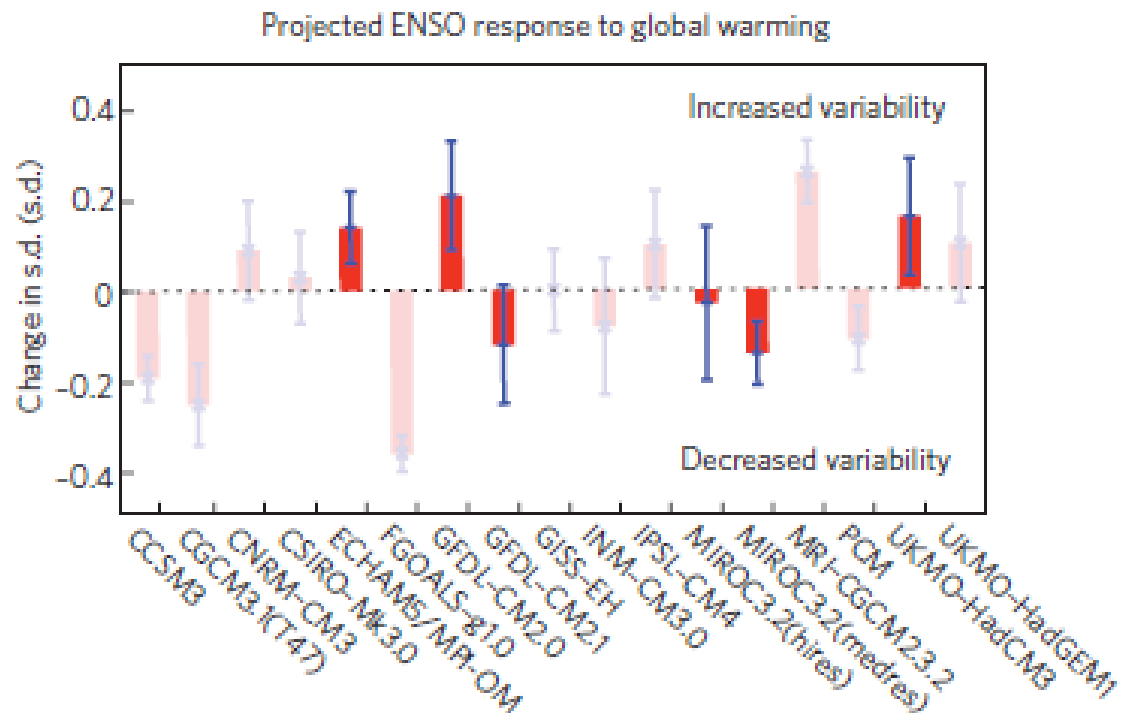 Projected ENSO response to global warming
Increased variability
Decreased variability
Change in s.d. (s.d.)
0.4
0.2
0
-0.2
-0.4
CCSM3
CGCM3.1(T47)
CNRM-CM3
CSIRO-Mk3.0
ECHAM5/MPI-OM
FGOALS-g1.0
GFDL-CM2.0
GFDL-CM2.1
GISS-EH
INM-CM3.0
IPSL-CM4
MIROC3.2(hires)
MIROC3.2(medres)
MRI-CGCM2.3.2
PCM
UKMO-HadCM3
UKMO-HadGEM1